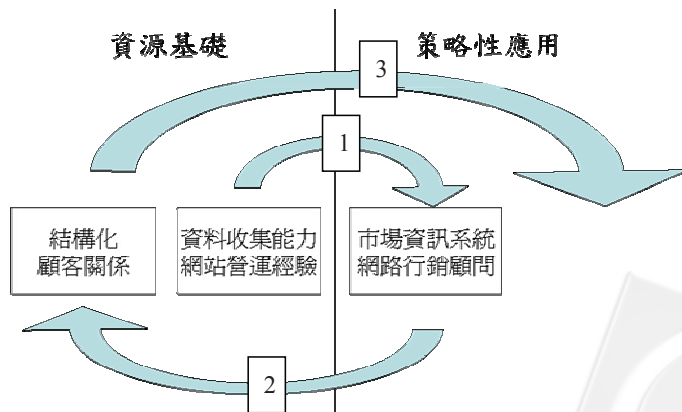 資源基礎
策略性應用
3
1
結構化
顧客關係
資料收集能力
網站營運經驗
市場資訊系統
網路行銷顧問
2